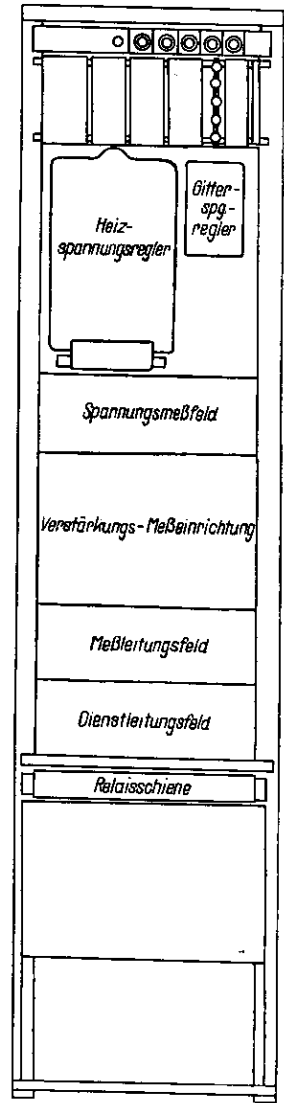 Heiz-
spannungsregler
Gitter-
spg.-
regler
Spannungsmeßfeld
Verstärkungs-Meßeinrichtung
Meßleitungsfeld
Dienstleitungsfeld
Relaisschiene